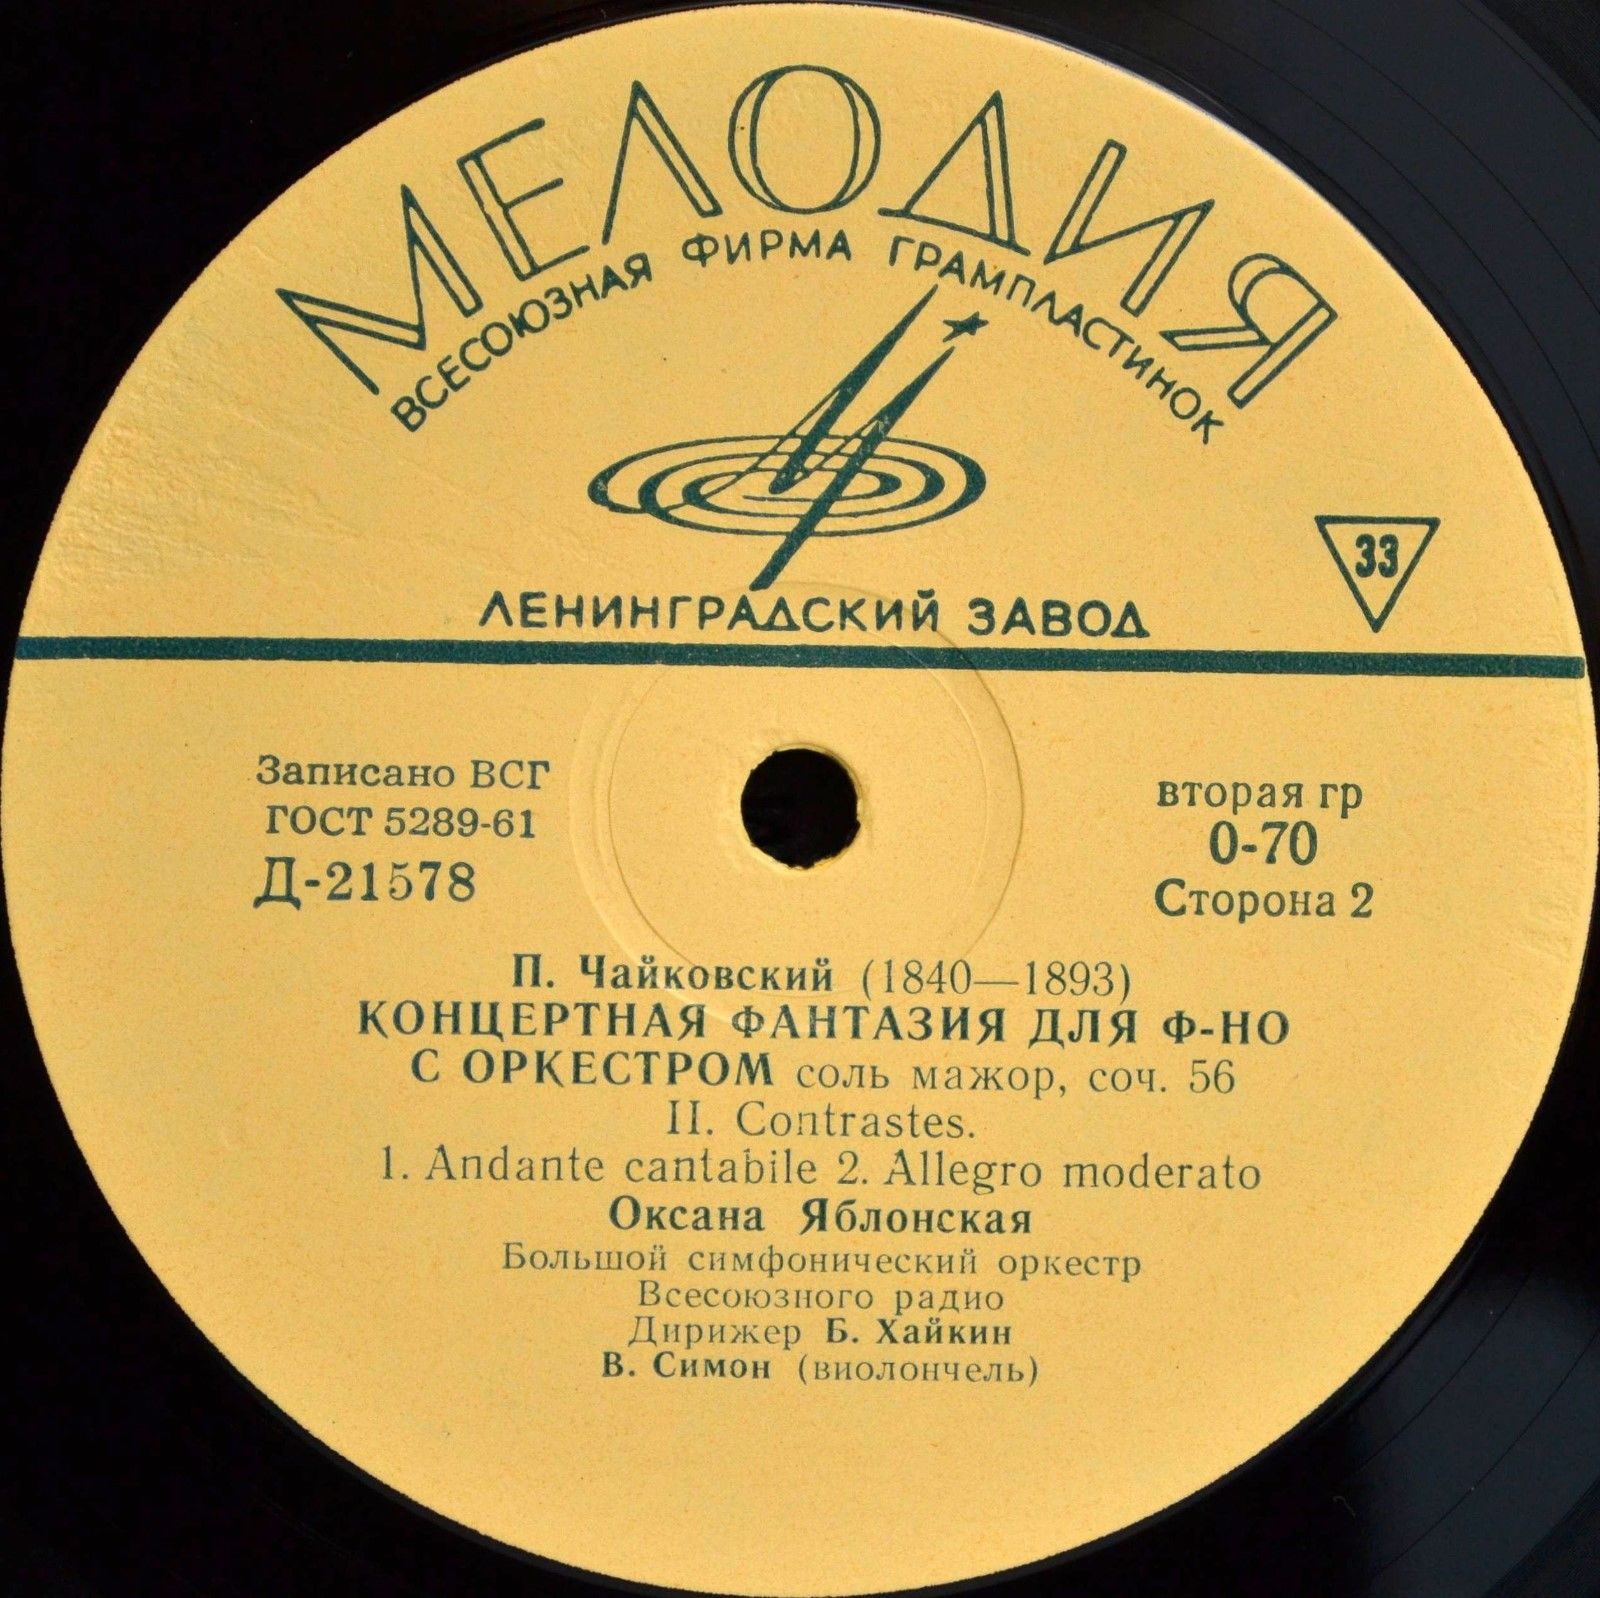 МЕЛОДИЯ
ВСЕСОЮЗНАЯ ФИРМА ГРАМПЛАСТИНОК
33
ЛЕНИНГРАДСКИЙ ЗАВОД
Записано ВСГ
ГОСТ 5289-61
Д-21578
вторая гр
0-70
Сторона 2
П. Чайковский (1840—1893)
КОНЦЕРТНАЯ ФАНТАЗИЯ ДЛЯ Ф-НО
С ОРКЕСТРОМ соль мажор, соч. 56
II. Contrastes.
1. Andante cantabile 2. Allegro moderato
Оксана Яблонская
Большой симфонический оркестр
Всесоюзного радио
Дирижер Б. Хайкин
В. Симон (виолончель)